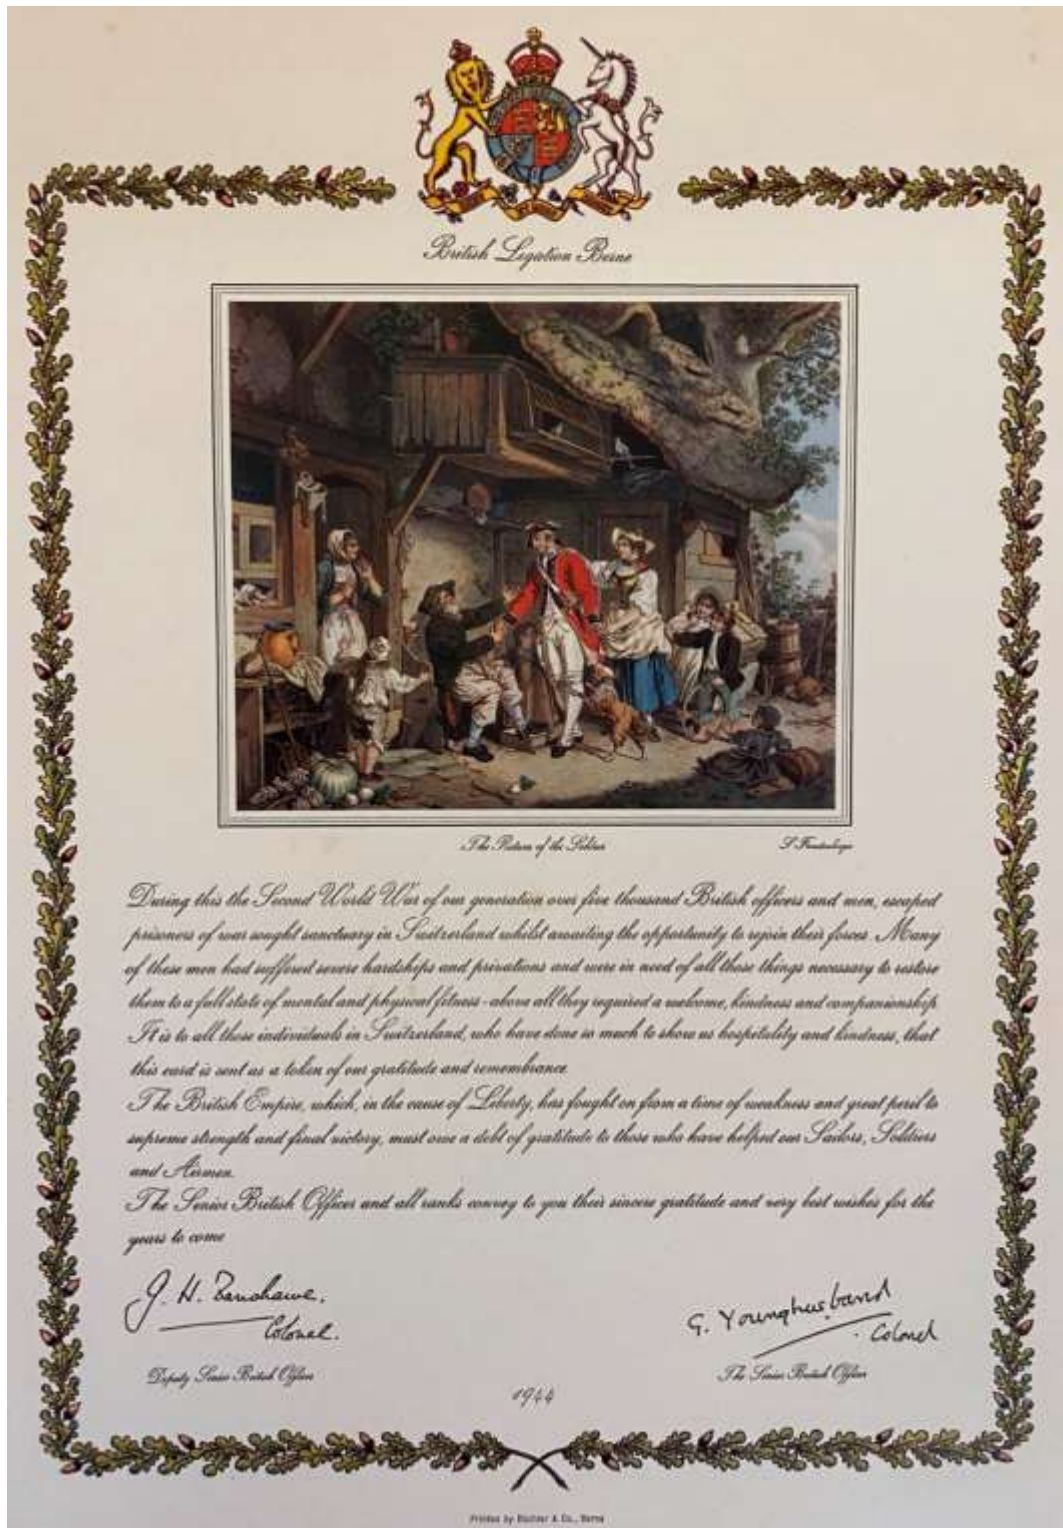 British Legation Berne
The Return of the Soldier
S. Freudenberger
During this the Second World War of our generation over five thousand British officers and men, escaped
prisoners of war sought sanctuary in Switzerland whilst awaiting the opportunity to rejoin their forces. Many
of these men had suffered severe hardships and privations and were in need of all those things necessary to restore
them to a full state of mental and physical fitness - above all they required a welcome, kindness and companionship.
It is to all those individuals in Switzerland, who have done so much to show us hospitality and kindness, that
this card is sent as a token of our gratitude and remembrance.
The British Empire, which, in the cause of Liberty, has fought on from a time of weakness and great peril to
supreme strength and final victory, must owe a debt of gratitude to those who have helped our Sailors, Soldiers
and Airmen.
The Senior British Officer and all ranks convey to you their sincere gratitude and very best wishes for the
years to come
J. H.
Colonel.
Deputy Senior British Officer
G. Younghusband
Colonel
The Senior British Officer
1944
Printed by Büchler & Co., Berne